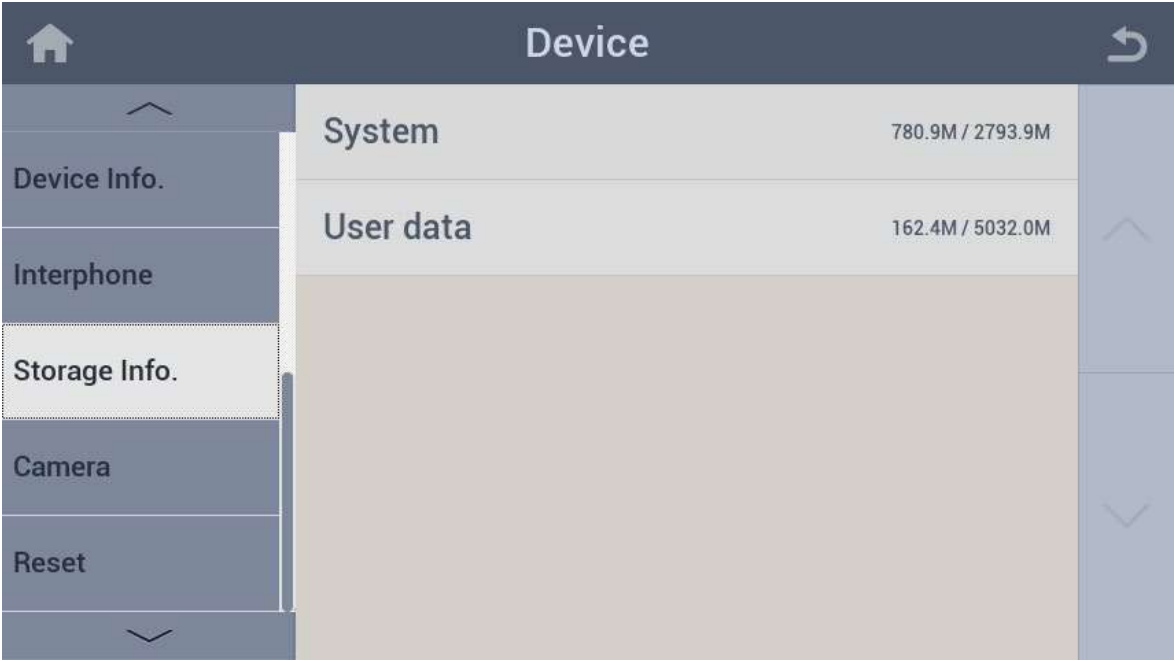 Device
Device Info.
Interphone
Storage Info.
Camera
Reset
System 780.9M / 2793.9M
User data 162.4M / 5032.0M